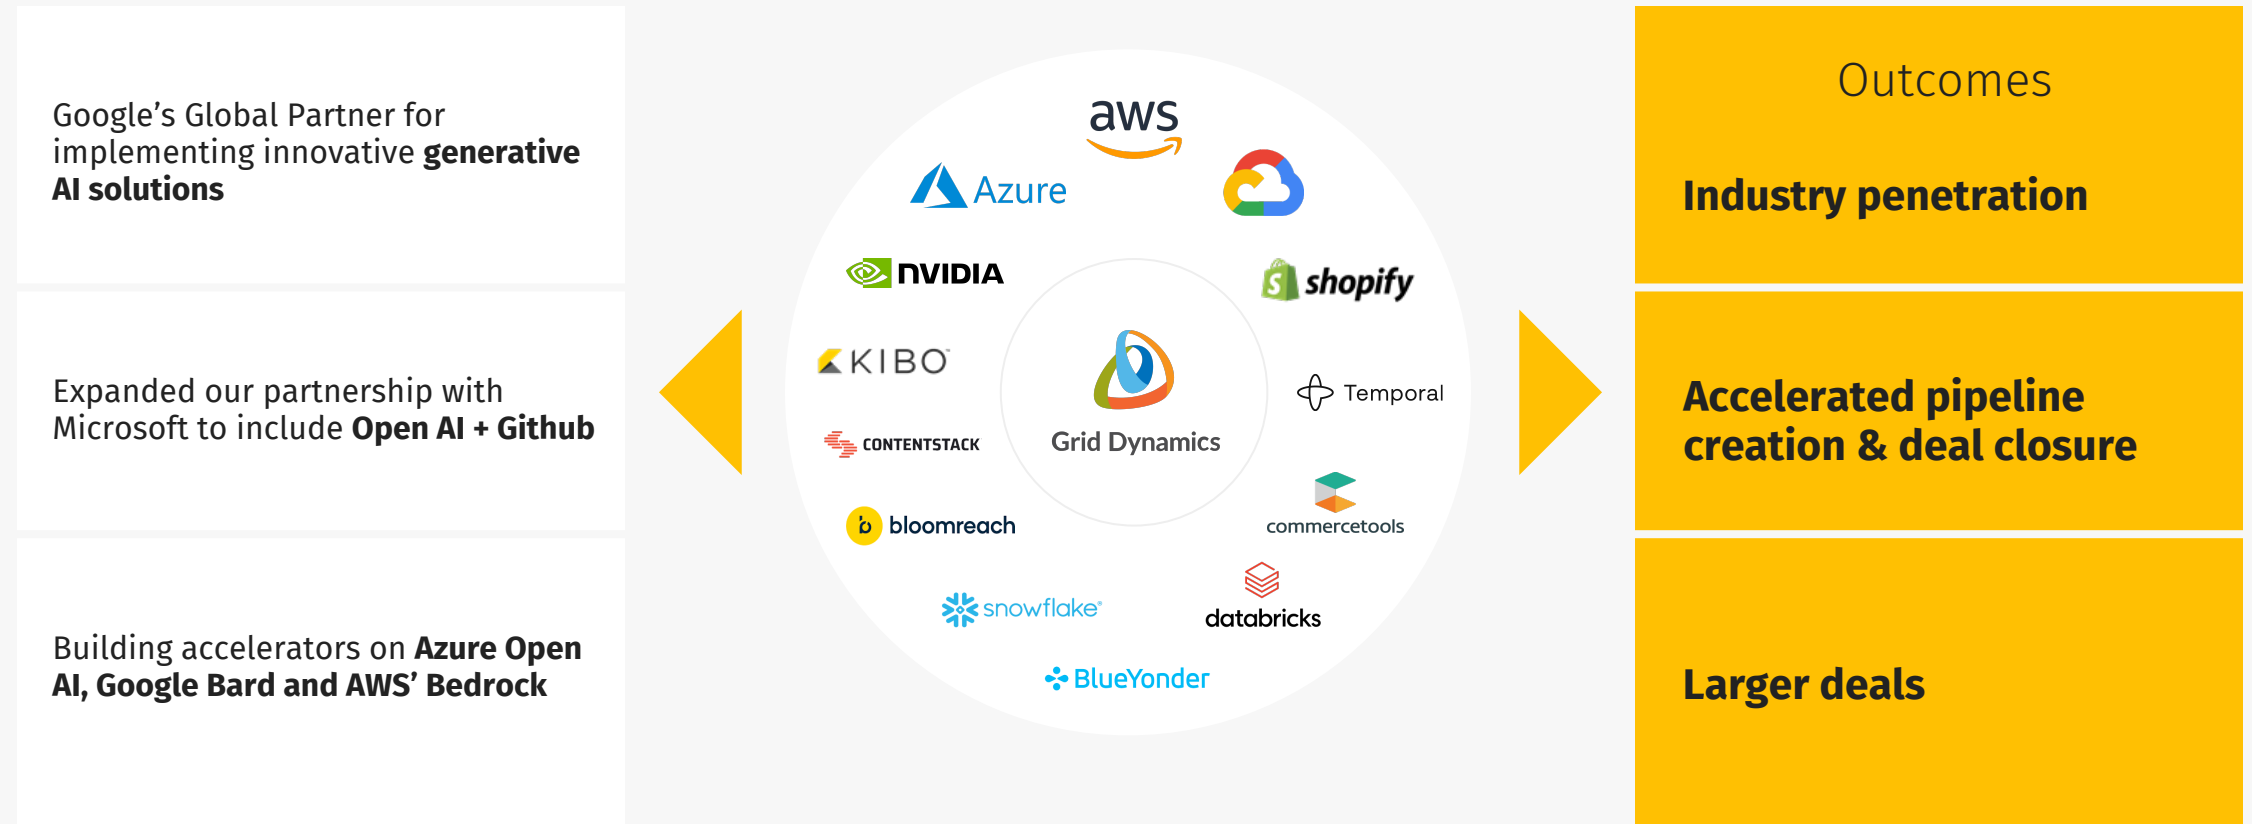 Google’s Global Partner for
implementing innovative generative
AI solutions
Expanded our partnership with
Microsoft to include Open AI + Github
Building accelerators on Azure Open
AI, Google Bard and AWS’ Bedrock
aws
Azure
NVIDIA
shopify
KIBO™
Temporal
CONTENTSTACK
Grid Dynamics
commercetools
bloomreach
snowflake®
databricks
BlueYonder
Outcomes
Industry penetration
Accelerated pipeline
creation & deal closure
Larger deals